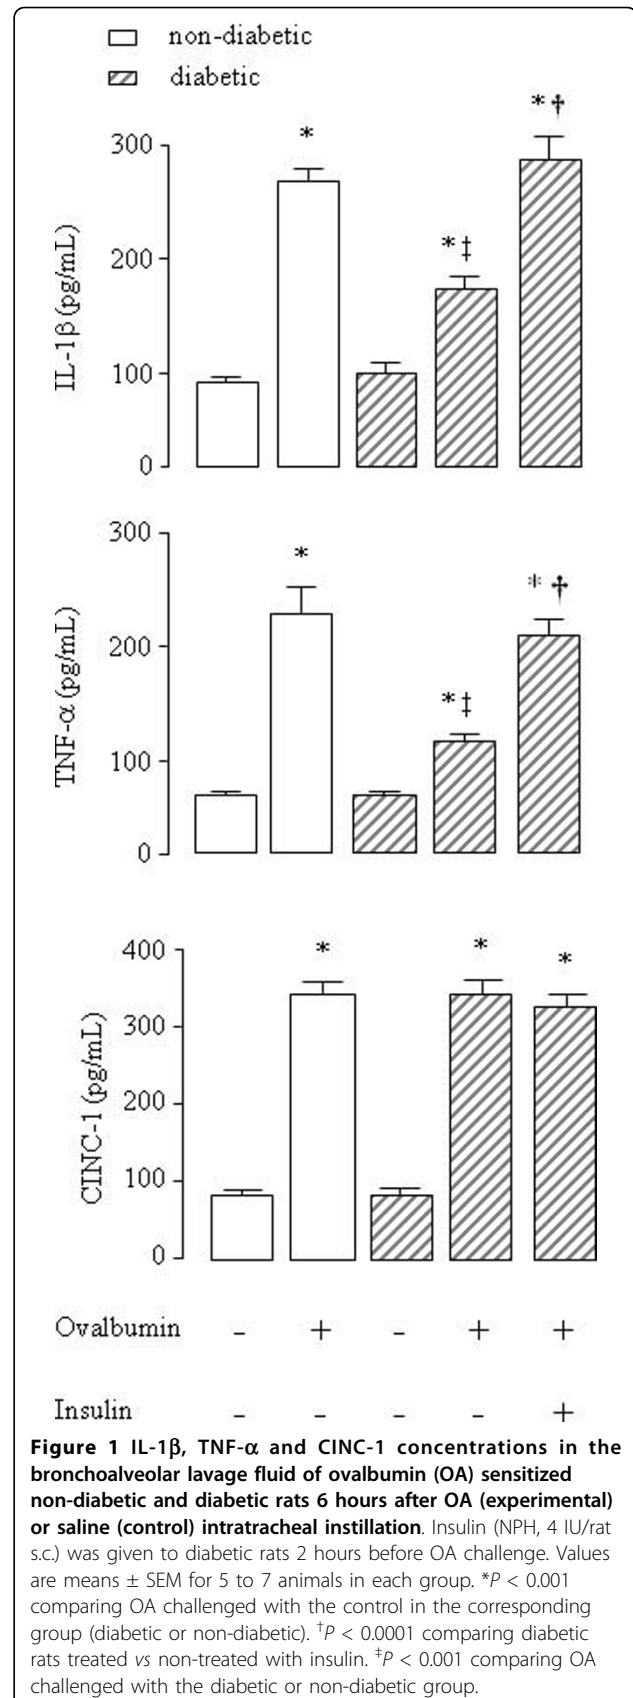 non-diabetic
diabetic
* †
*
300
* ‡
200
IL-1β (pg/mL)
100
0
300
*
* †
200
* ‡
TNF-α (pg/mL)
100
0
400
* * *
300
200
CINC-1 (pg/mL)
100
0
Ovalbumin - + - + +
Insulin - - - - +
Figure 1 IL-1β, TNF-α and CINC-1 concentrations in the
bronchoalveolar lavage fluid of ovalbumin (OA) sensitized
non-diabetic and diabetic rats 6 hours after OA (experimental)
or saline (control) intratracheal instillation. Insulin (NPH, 4 IU/rat
s.c.) was given to diabetic rats 2 hours before OA challenge. Values
are means ± SEM for 5 to 7 animals in each group. *P < 0.001
comparing OA challenged with the control in the corresponding
group (diabetic or non-diabetic). †P < 0.0001 comparing diabetic
rats treated vs non-treated with insulin. ‡P < 0.001 comparing OA
challenged with the diabetic or non-diabetic group.